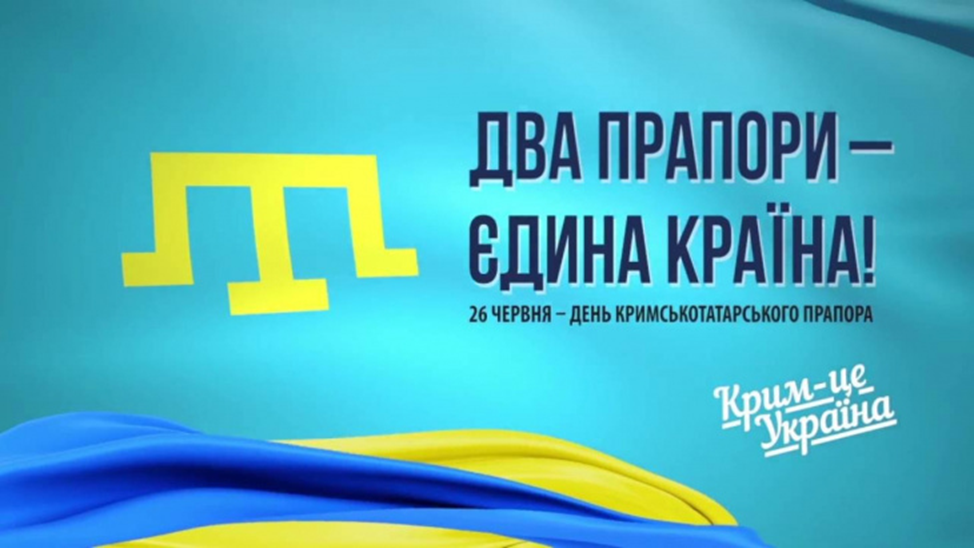 ДВА ПРАПОРИ –
ЄДИНА КРАЇНА!
26 ЧЕРВНЯ – ДЕНЬ КРИМСЬКОТАТАРСЬКОГО ПРАПОРА
Крим-це
Україна